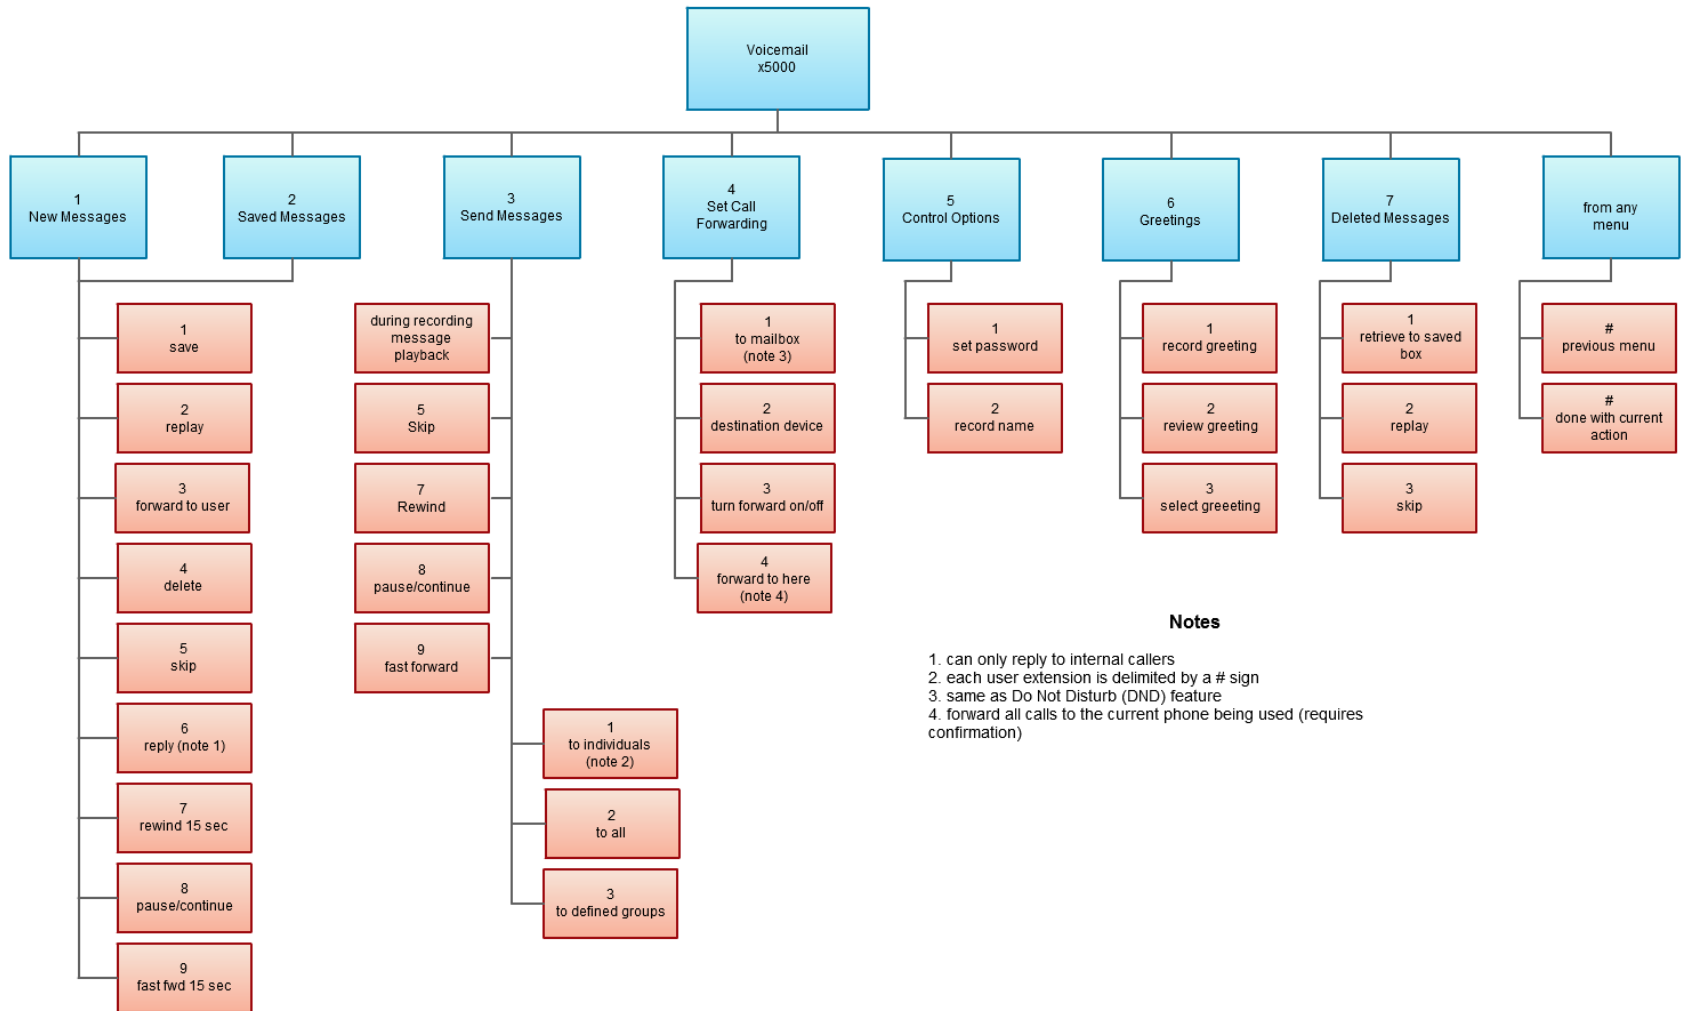 Voicemail
x5000
1
New Messages
2
Saved Messages
3
Send Messages
4
Set Call
Forwarding
5
Control Options
6
Greetings
7
Deleted Messages
from any
menu
1
save
2
replay
3
forward to user
4
delete
5
skip
6
reply (note 1)
7
rewind 15 sec
8
pause/continue
9
fast fwd 15 sec
during recording
message
playback
5
Skip
7
Rewind
8
pause/continue
9
fast forward
1
to individuals
(note 2)
2
to all
3
to defined groups
1
to mailbox
(note 3)
2
destination device
3
turn forward on/off
4
forward to here
(note 4)
1
set password
2
record name
1
record greeting
2
review greeting
3
select greeeting
1
retrieve to saved
box
2
replay
3
skip
#
previous menu
#
done with current
action
Notes
1. can only reply to internal callers
2. each user extension is delimited by a # sign
3. same as Do Not Disturb (DND) feature
4. forward all calls to the current phone being used (requires
confirmation)